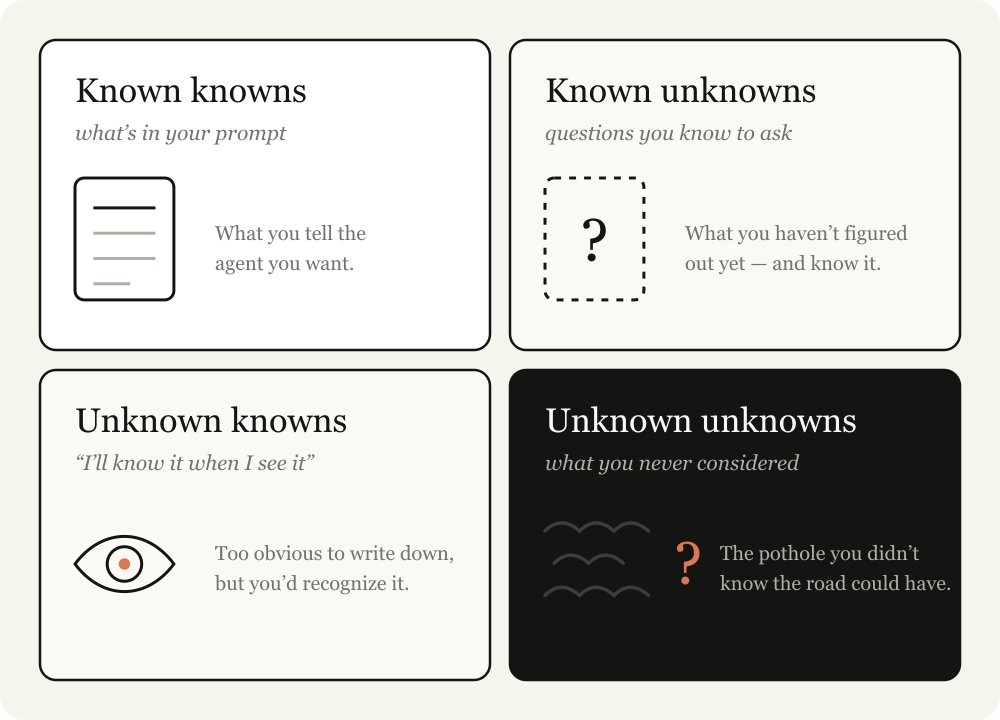 Known knowns
what’s in your prompt
What you tell the
agent you want.
Known unknowns
questions you know to ask
?
What you haven’t figured
out yet — and know it.
Unknown knowns
“I’ll know it when I see it”
Too obvious to write down,
but you’d recognize it.
Unknown unknowns
what you never considered
?
The pothole you didn’t
know the road could have.